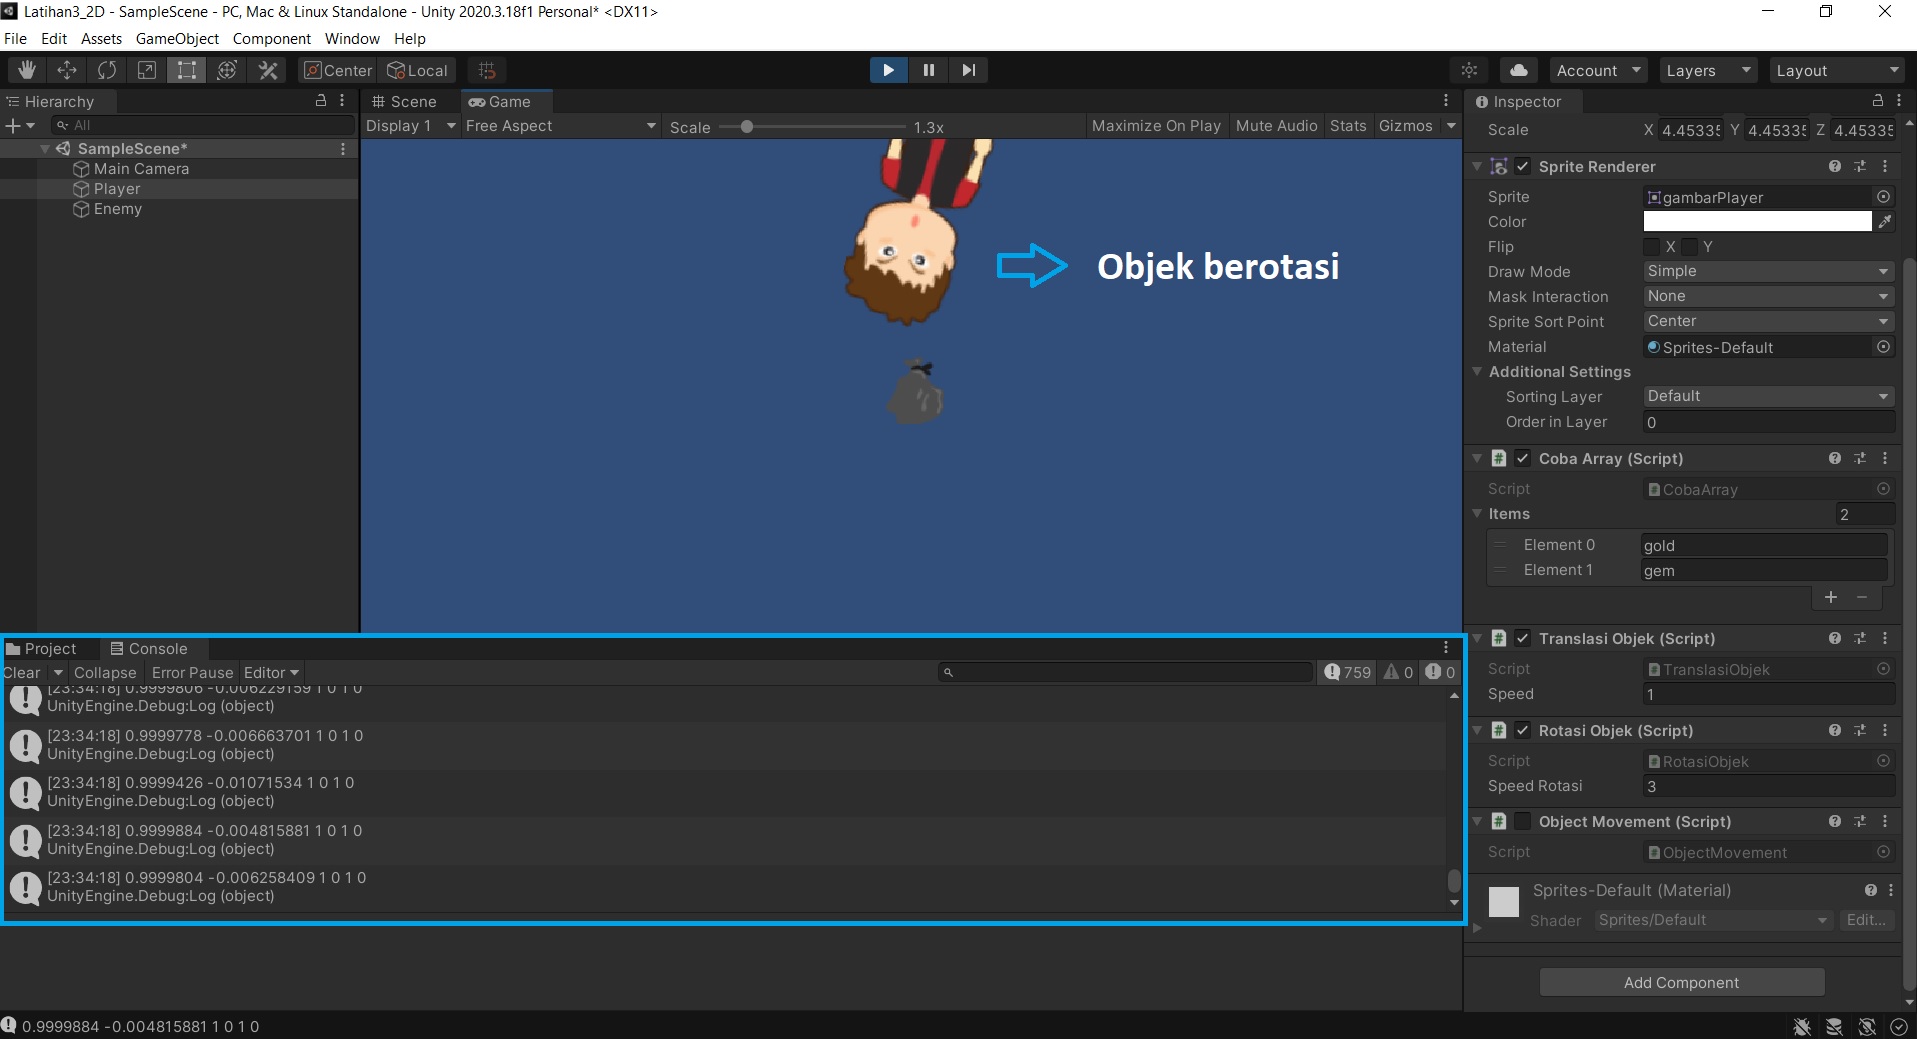 Latihan3_2D - SampleScene - PC, Mac & Linux Standalone - Unity 2020.3.18f1 Personal* <DX11>
File Edit Assets GameObject Component Window Help
Center Local Account Layers Layout
Hierarchy
All
SampleScene*
Main Camera
Player
Enemy
Scene Game
Display 1 Free Aspect Scale 1.3x Maximize On Play Mute Audio Stats Gizmos
Objek berotasi
Inspector
Scale X 4.45335 Y 4.45335 Z 4.45335
Sprite Renderer
Sprite gambarPlayer
Color
Flip X Y
Draw Mode Simple
Mask Interaction None
Sprite Sort Point Center
Material Sprites-Default
Additional Settings
Sorting Layer Default
Order in Layer 0
# Coba Array (Script)
Script # CobaArray
Items 2
= Element 0 gold
= Element 1 gem
+ −
# Translasi Objek (Script)
Script # TranslasiObjek
Speed 1
# Rotasi Objek (Script)
Script # RotasiObjek
Speed Rotasi 3
# Object Movement (Script)
Script # ObjectMovement
Sprites-Default (Material)
Shader Sprites/Default Edit...
Add Component
Project Console
Clear Collapse Error Pause Editor 759 0 0
[23:34:18] 0.9999806 -0.006229159 1 0 1 0
UnityEngine.Debug:Log (object)
[23:34:18] 0.9999778 -0.006663701 1 0 1 0
UnityEngine.Debug:Log (object)
[23:34:18] 0.9999426 -0.01071534 1 0 1 0
UnityEngine.Debug:Log (object)
[23:34:18] 0.9999884 -0.004815881 1 0 1 0
UnityEngine.Debug:Log (object)
[23:34:18] 0.9999804 -0.006258409 1 0 1 0
UnityEngine.Debug:Log (object)
0.9999884 -0.004815881 1 0 1 0